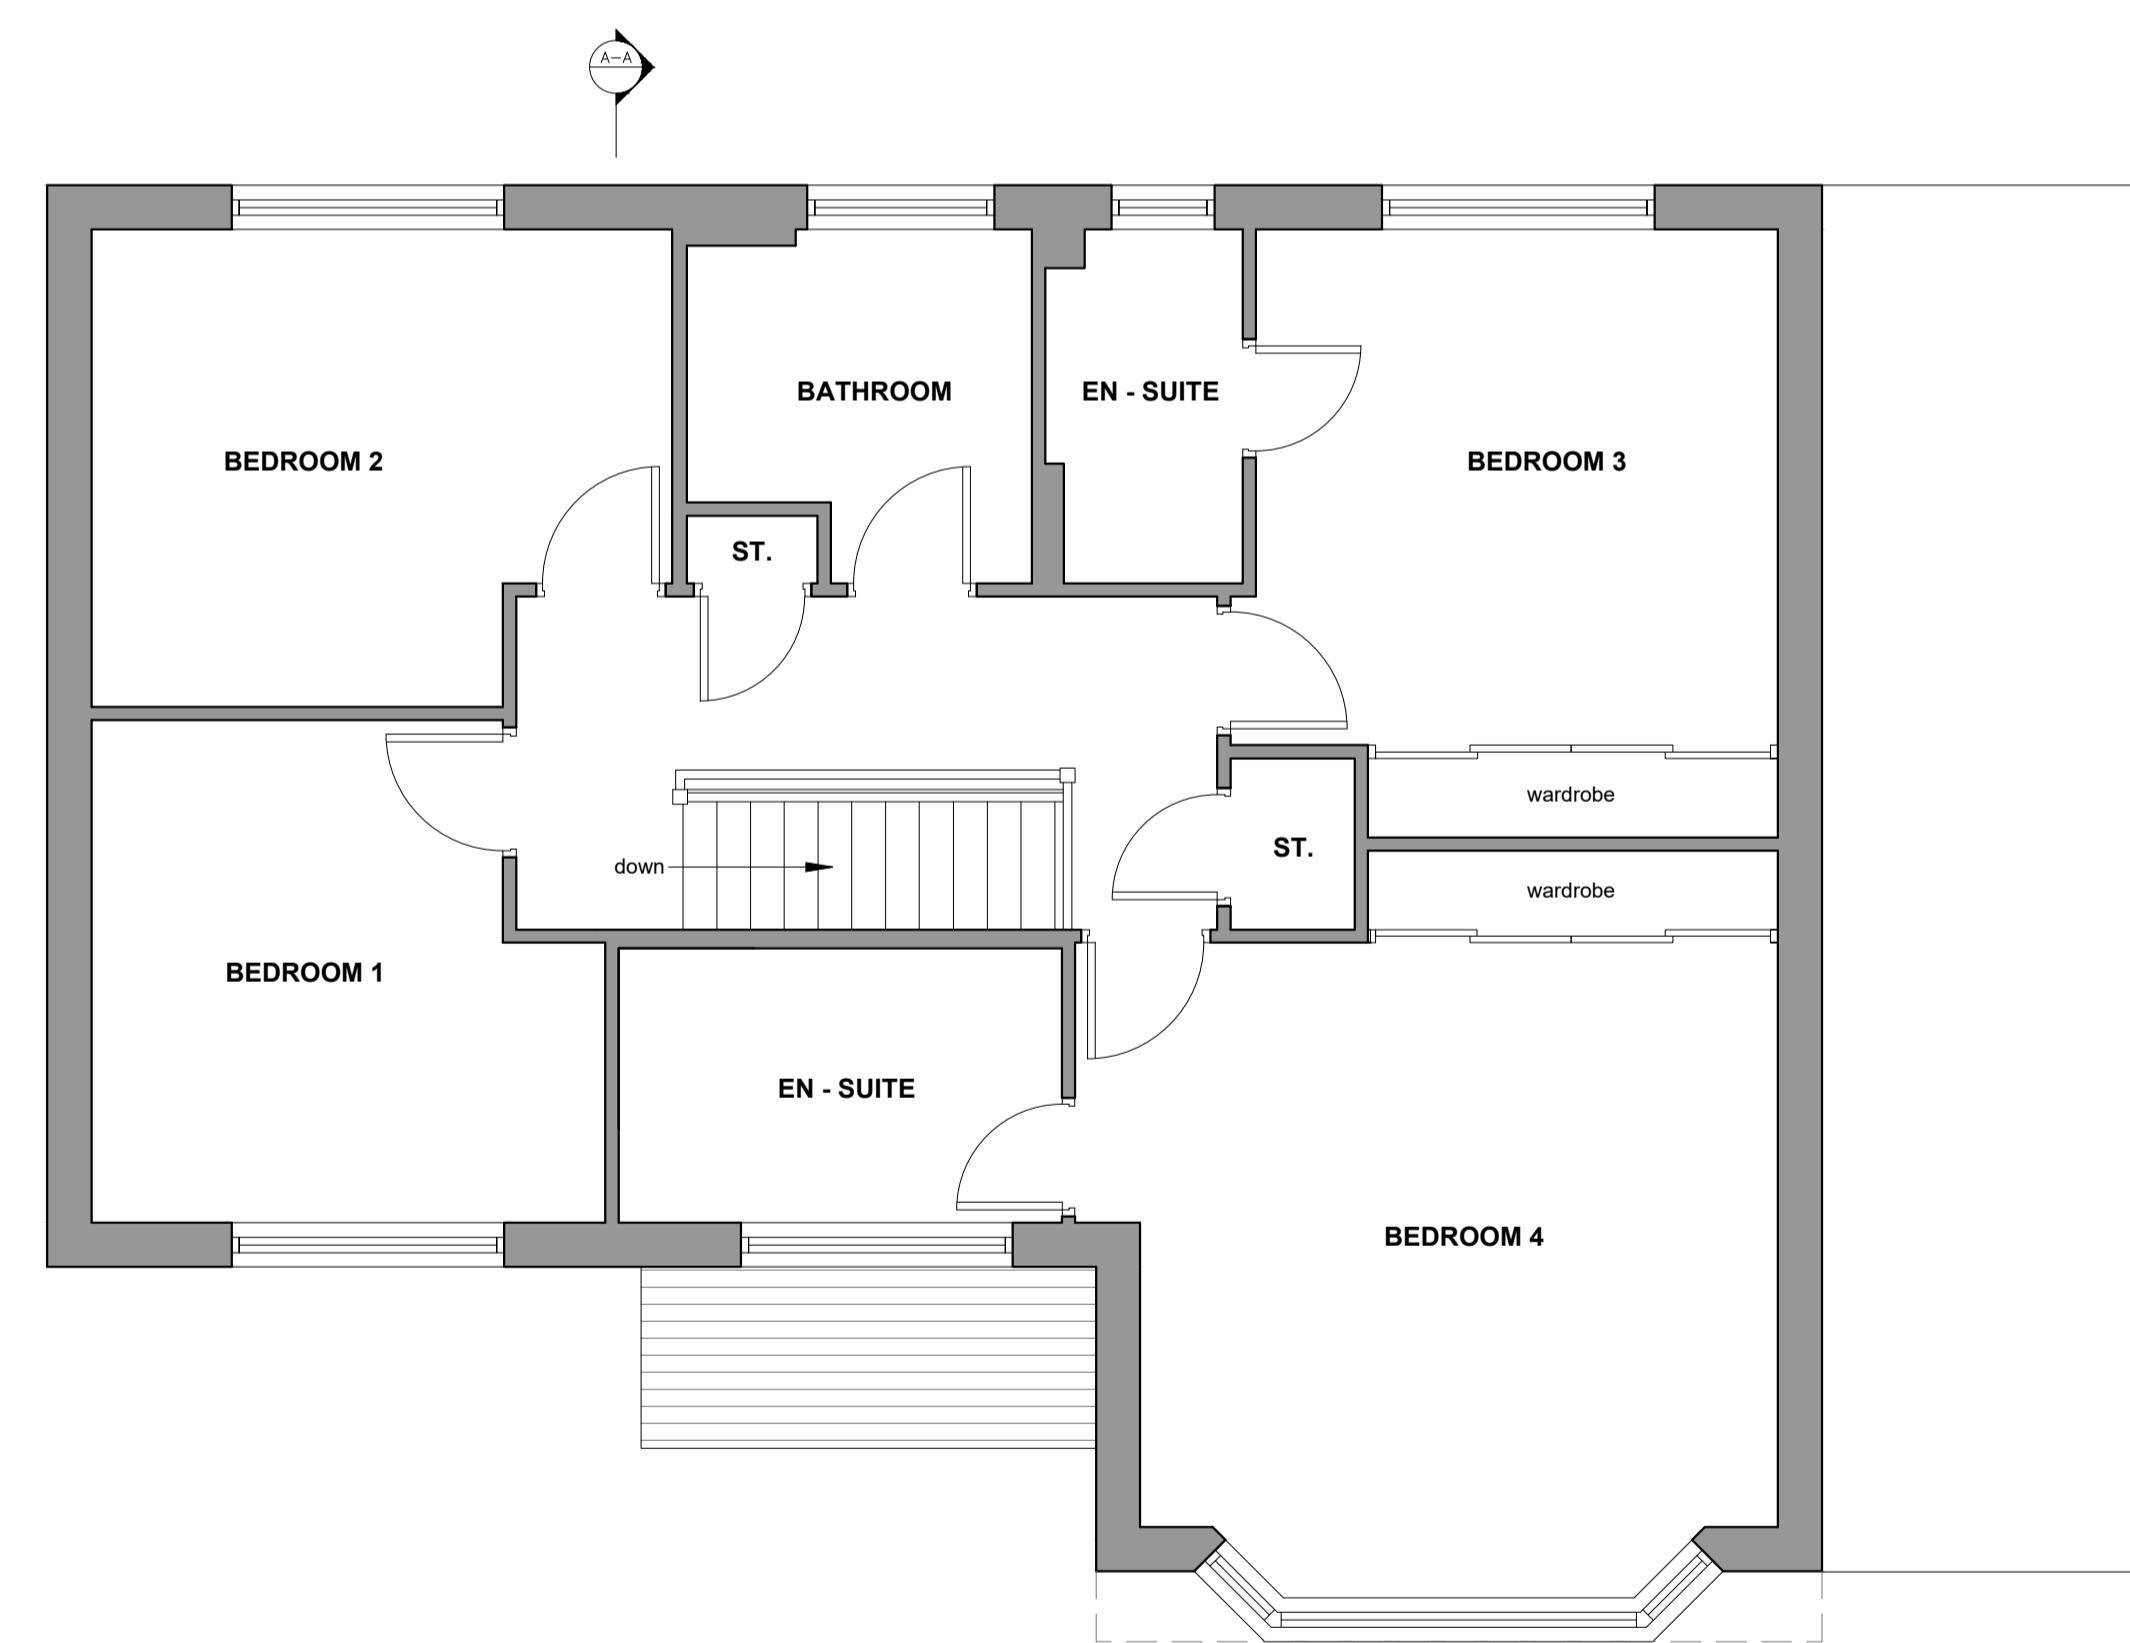 A-A
BATHROOM
EN - SUITE
BEDROOM 2
BEDROOM 3
ST.
wardrobe
ST.
down
wardrobe
BEDROOM 1
EN - SUITE
BEDROOM 4